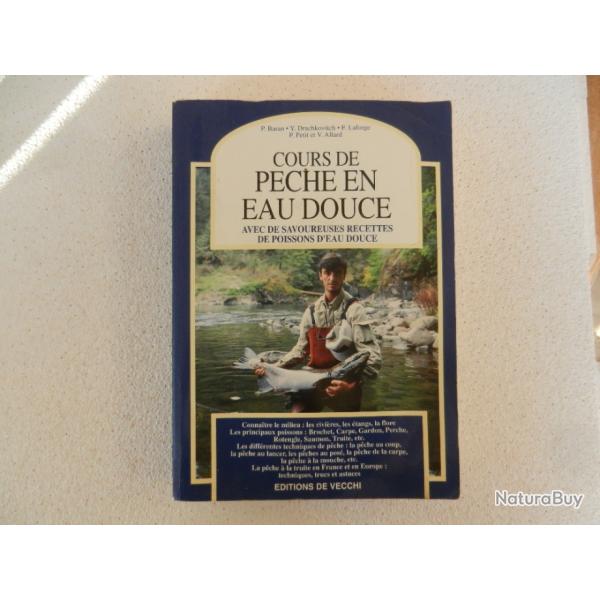 P. Baran • Y. Drachkovitch • P. Laforge
P. Petit et V. Allard
COURS DE
PECHE EN
EAU DOUCE
AVEC DE SAVOUREUSES RECETTES
DE POISSONS D'EAU DOUCE
Connaître le milieu : les rivières, les étangs, la flore
Les principaux poissons : Brochet, Carpe, Gardon, Perche,
Rotengle, Saumon, Truite, etc.
Les différentes techniques de pêche : la pêche au coup,
la pêche au lancer, les pêches au posé, la pêche de la carpe,
la pêche à la mouche, etc.
La pêche à la truite en France et en Europe :
techniques, trucs et astuces
EDITIONS DE VECCHI
NaturaBuy